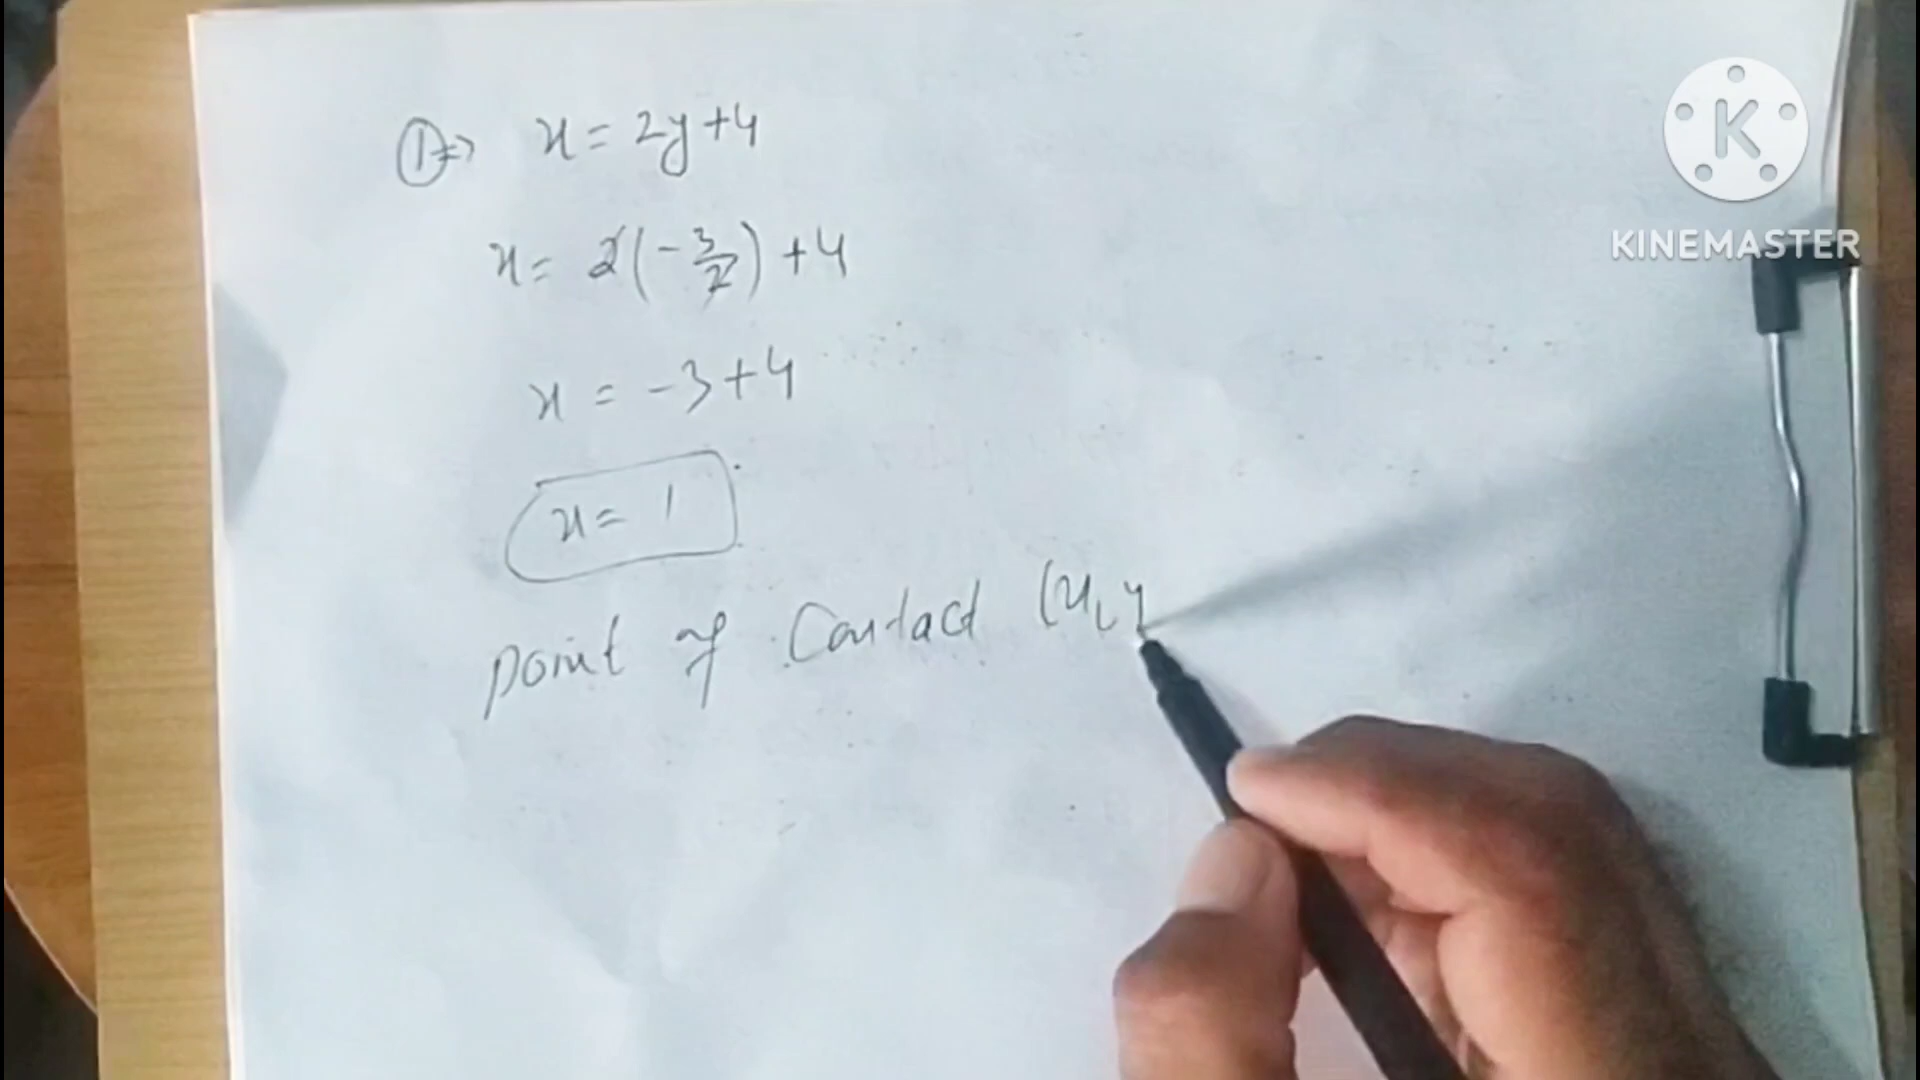 ① ⇒ x = 2y + 4
x = 2(-3/2) + 4
x = -3 + 4
x = 1
point of Contact (x, y
K
KINEMASTER